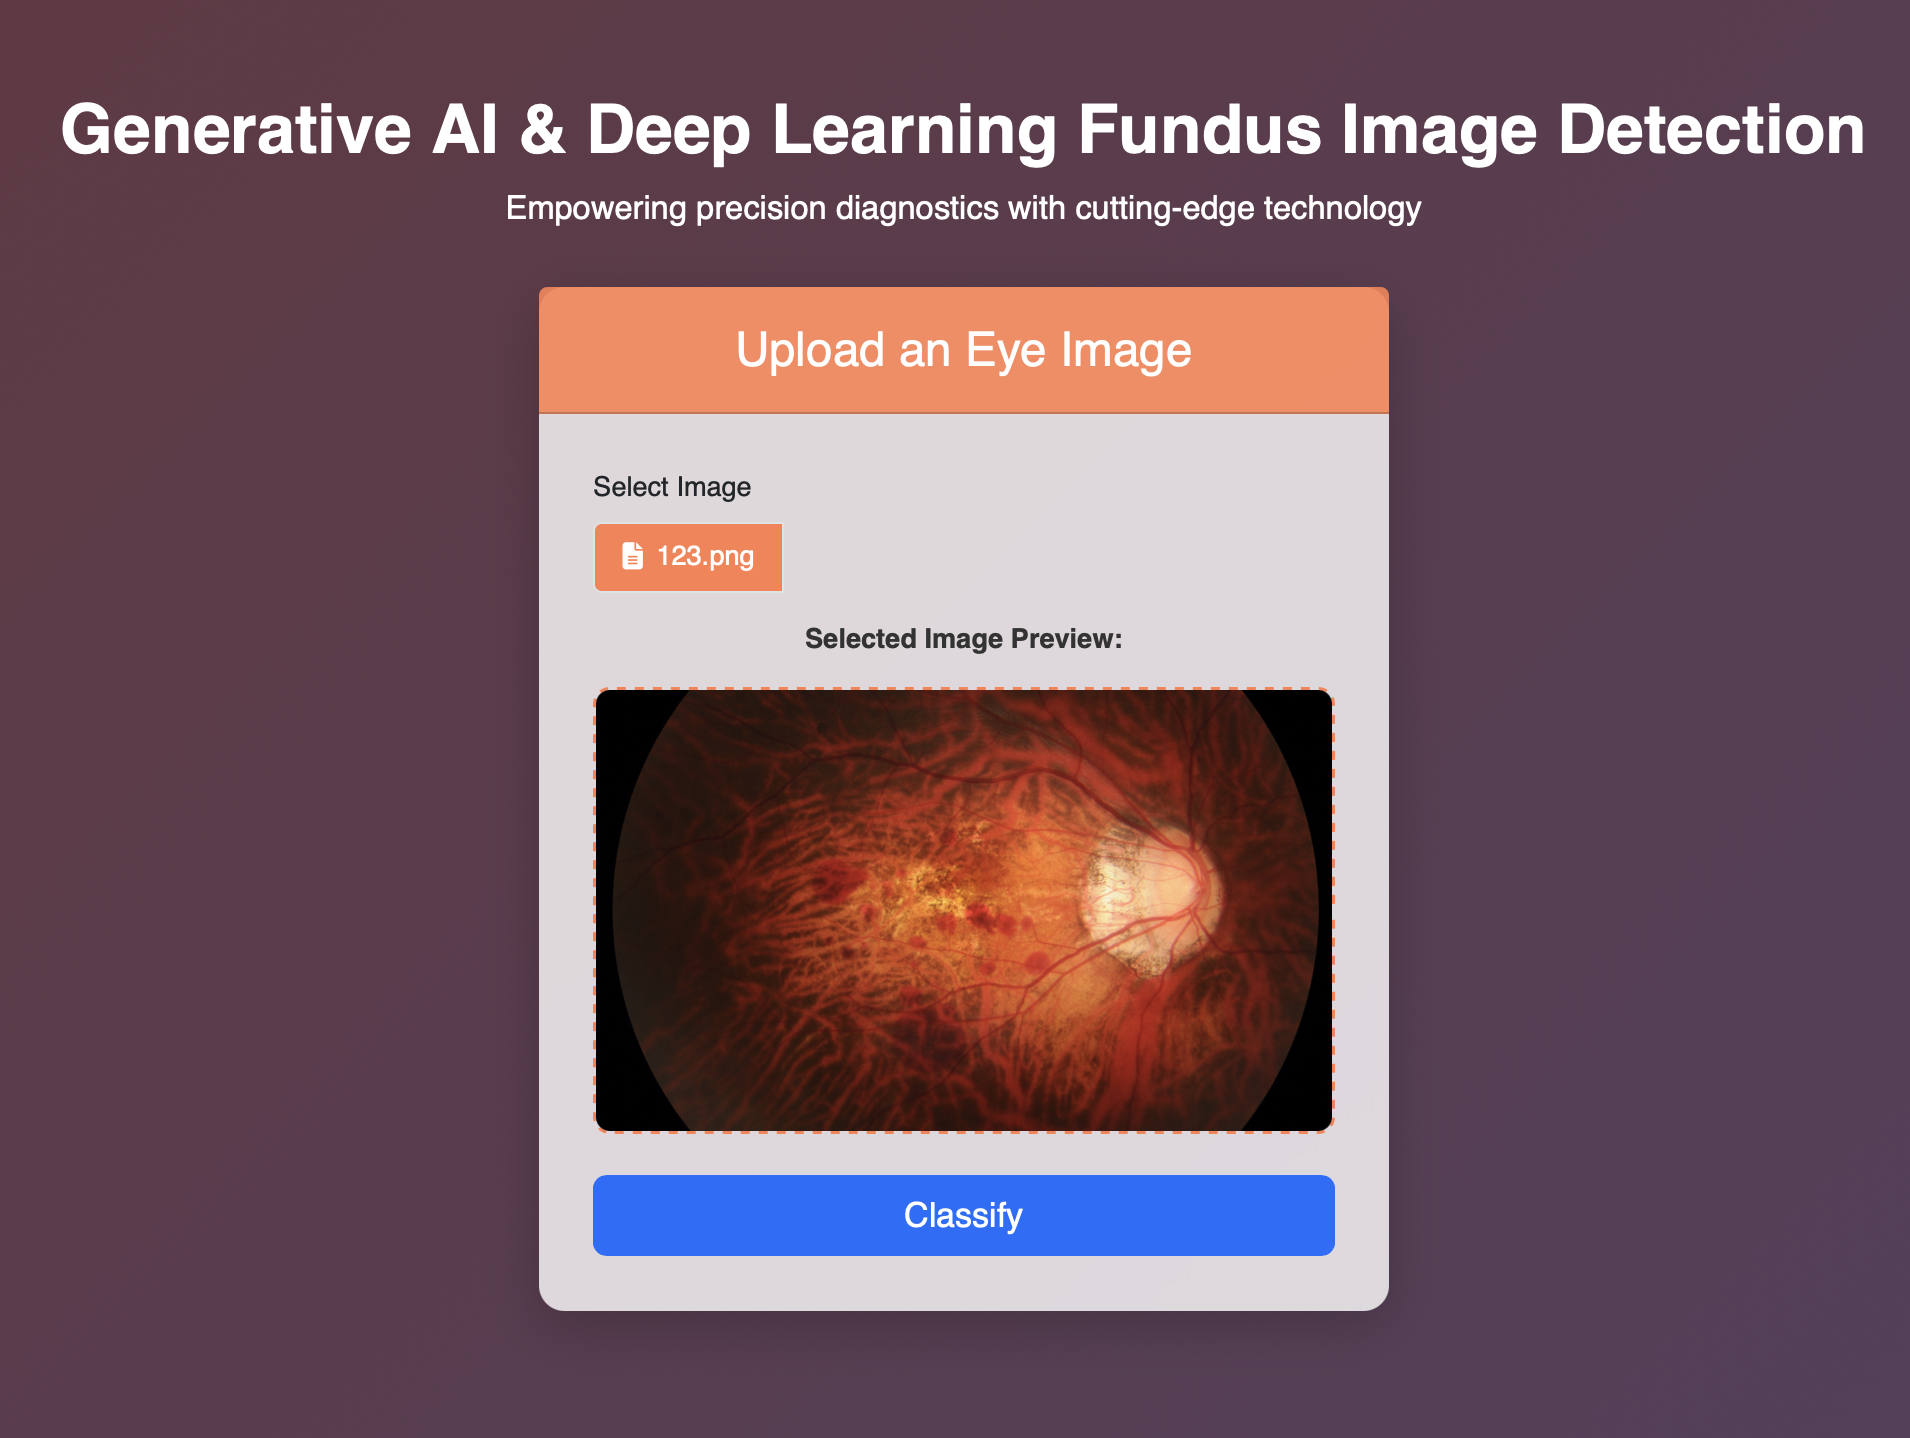 Generative AI & Deep Learning Fundus Image Detection
Empowering precision diagnostics with cutting-edge technology
Upload an Eye Image
Select Image
123.png
Selected Image Preview:
Classify